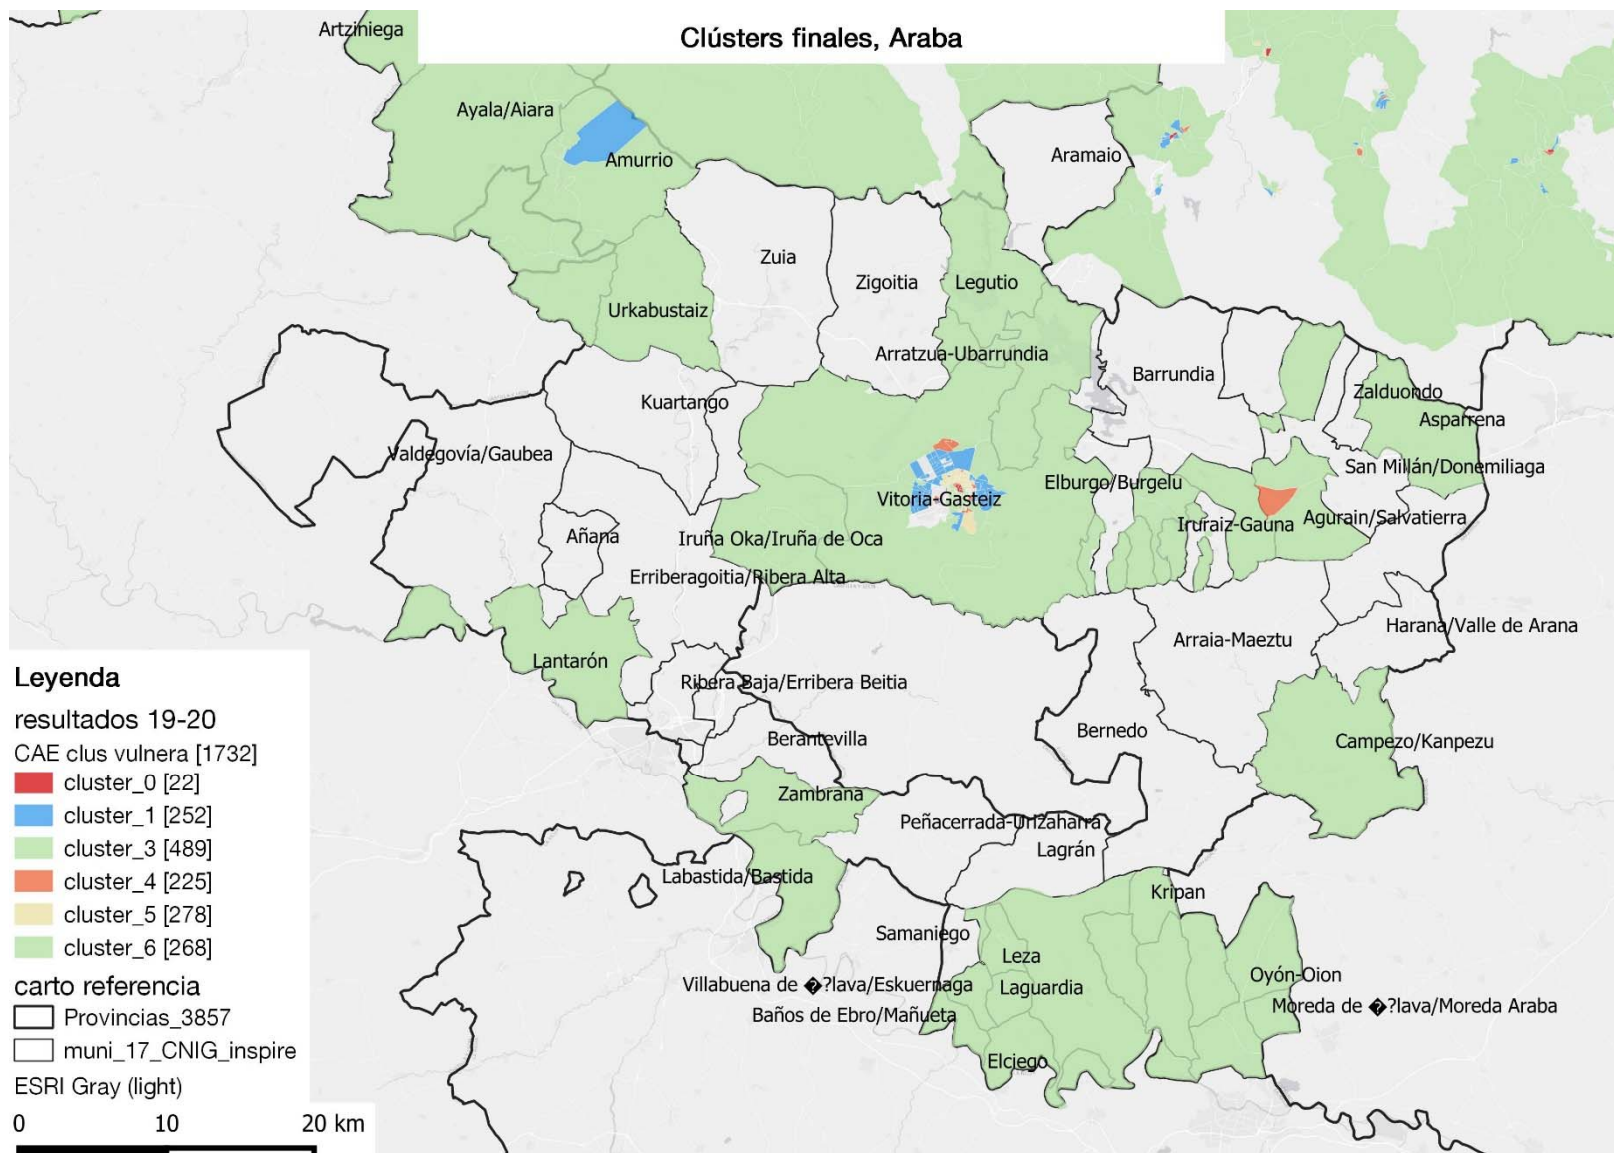 Clústers finales, Araba
Artziniega
Ayala/Aiara
Amurrio
Aramaio
Zuia
Zigoitia
Legutio
Urkabustaiz
Arratzua-Ubarrundia
Barrundia
Kuartango
Zalduondo
Asparrena
Valdegovía/Gaubea
San Millán/Donemiliaga
Elburgo/Burgelu
Vitoria-Gasteiz
Iruraiz-Gauna
Agurain/Salvatierra
Añana
Iruña Oka/Iruña de Oca
Erriberagoitia/Ribera Alta
Harana/Valle de Arana
Arraia-Maeztu
Lantarón
Ribera Baja/Erribera Beitia
Bernedo
Berantevilla
Campezo/Kanpezu
Zambrana
Peñacerrada-Urizaharra
Lagrán
Labastida/Bastida
Kripan
Samaniego
Leza
Oyón-Oion
Villabuena de �?lava/Eskuernaga
Laguardia
Moreda de �?lava/Moreda Araba
Baños de Ebro/Mañueta
Elciego
Leyenda
resultados 19-20
CAE clus vulnera [1732]
cluster_0 [22]
cluster_1 [252]
cluster_3 [489]
cluster_4 [225]
cluster_5 [278]
cluster_6 [268]
carto referencia
Provincias_3857
muni_17_CNIG_inspire
ESRI Gray (light)
0 10 20 km